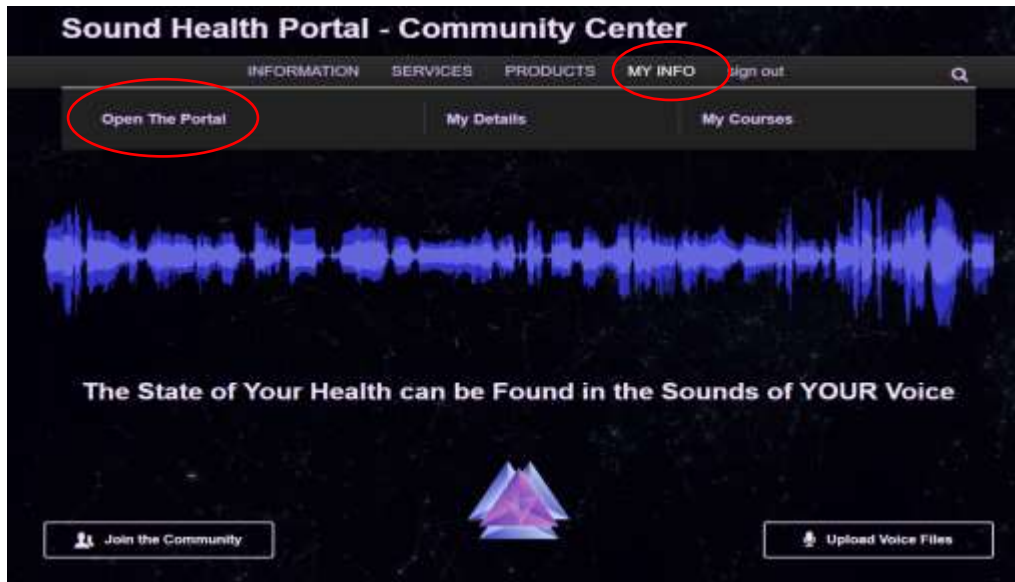 Sound Health Portal - Community Center
INFORMATION SERVICES PRODUCTS MY INFO sign out
Open The Portal My Details My Courses
The State of Your Health can be Found in the Sounds of YOUR Voice
Join the Community Upload Voice Files